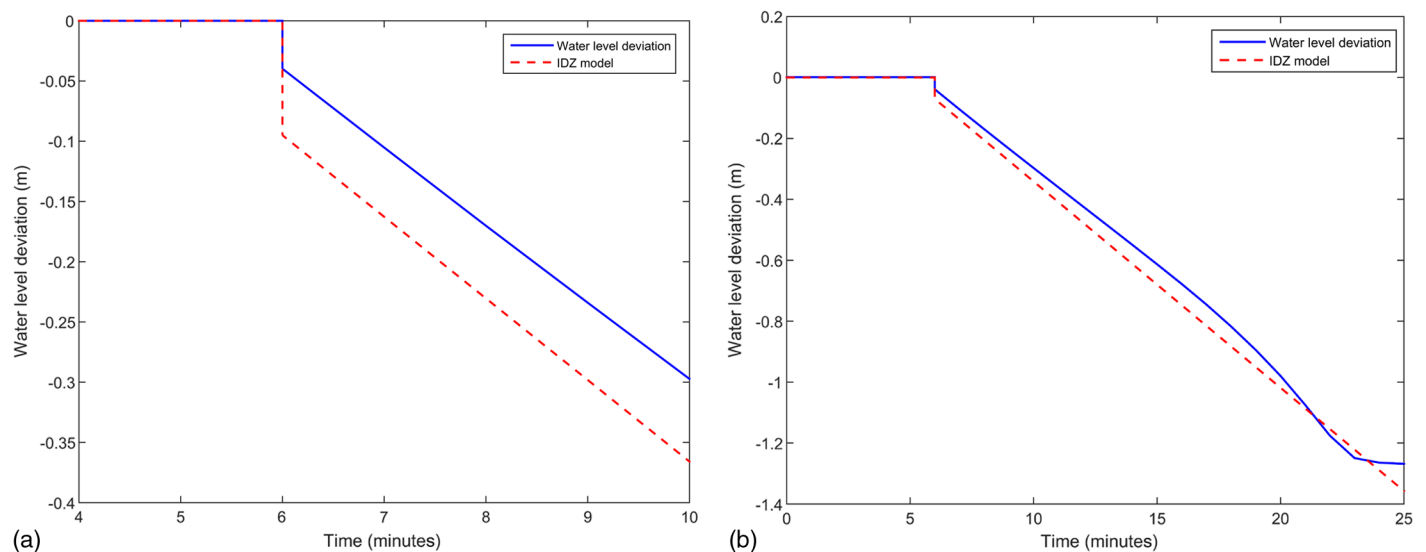 0
-0.05
-0.1
-0.15
-0.2
-0.25
-0.3
-0.35
-0.4
Water level deviation (m)
Water level deviation
IDZ model
4 5 6 7 8 9 10
Time (minutes)
(a)
0.2
0
-0.2
-0.4
-0.6
-0.8
-1
-1.2
-1.4
Water level deviation (m)
Water level deviation
IDZ model
0 5 10 15 20 25
Time (minutes)
(b)